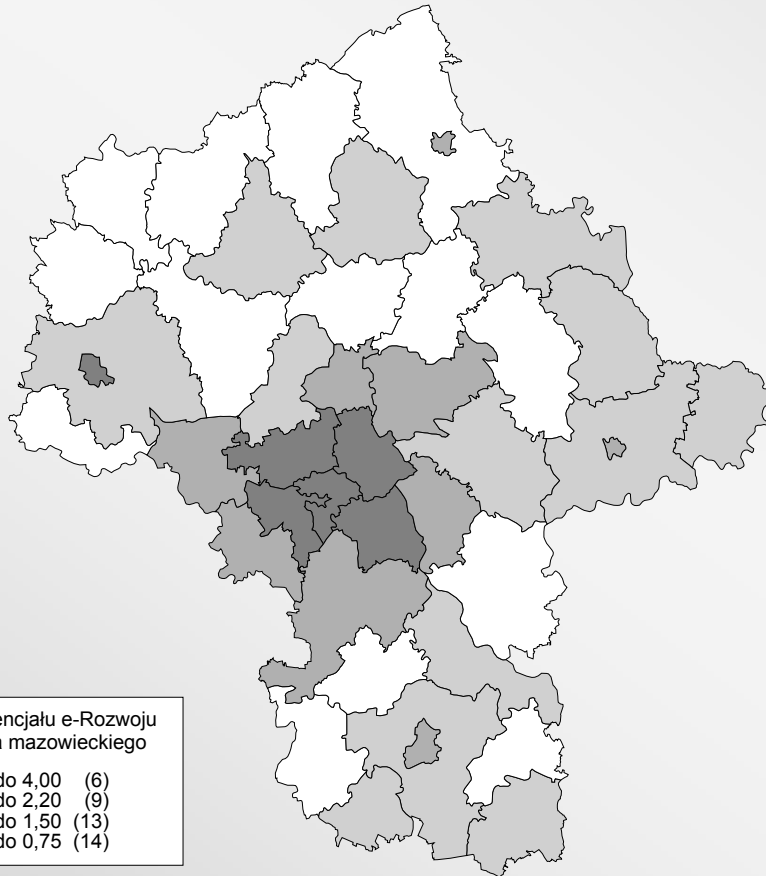 encjału e-Rozwoju
a mazowieckiego
do 4,00 (6)
do 2,20 (9)
do 1,50 (13)
do 0,75 (14)